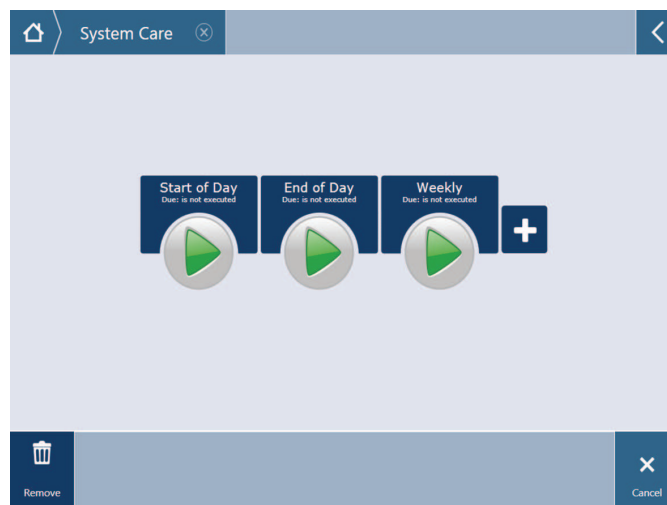 System Care
Start of Day
Due: is not executed
End of Day
Due: is not executed
Weekly
Due: is not executed
Remove
Cancel